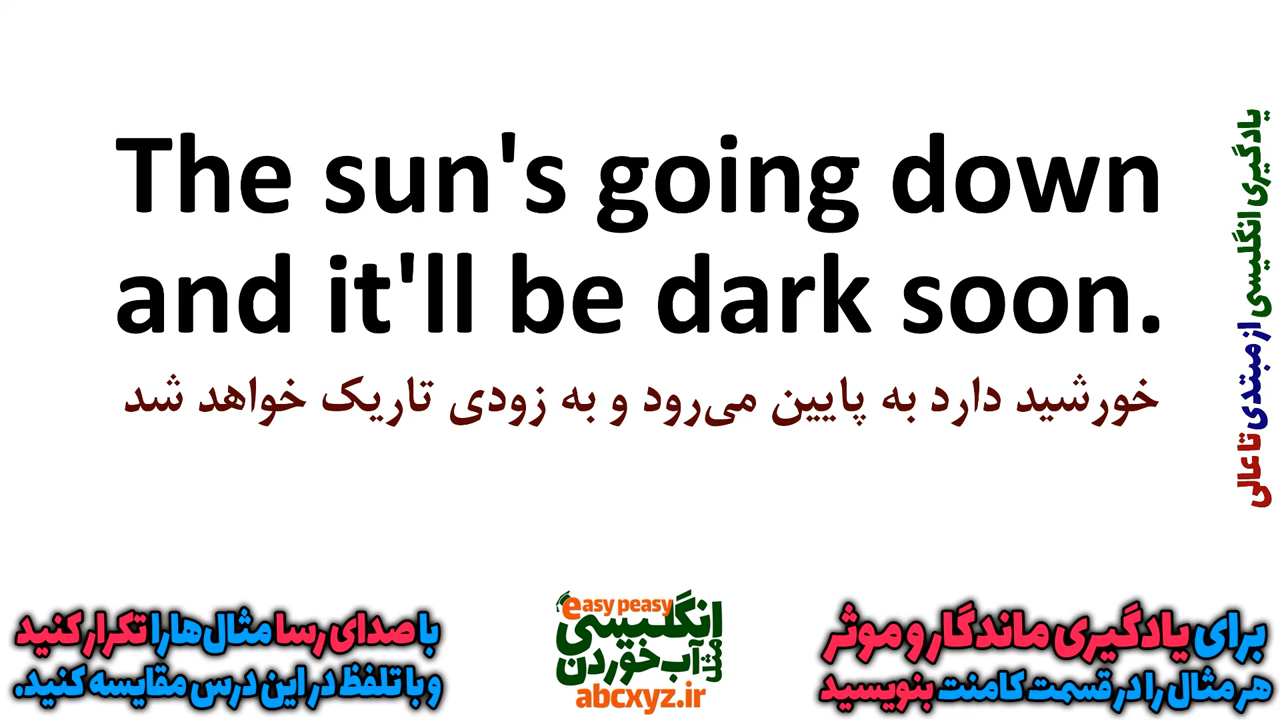 The sun's going down
and it'll be dark soon.
خورشید دارد به پایین می‌رود و به زودی تاریک خواهد شد
یادگیری انگلیسی از مبتدی تا عالی
برای یادگیری ماندگار و موثر
هر مثال را در قسمت کامنت بنویسید
easy peasy
انگلیسی
مثل آب خوردن
abcxyz.ir
با صدای رسا مثال‌ها را تکرار کنید
و با تلفظ در این درس مقایسه کنید.